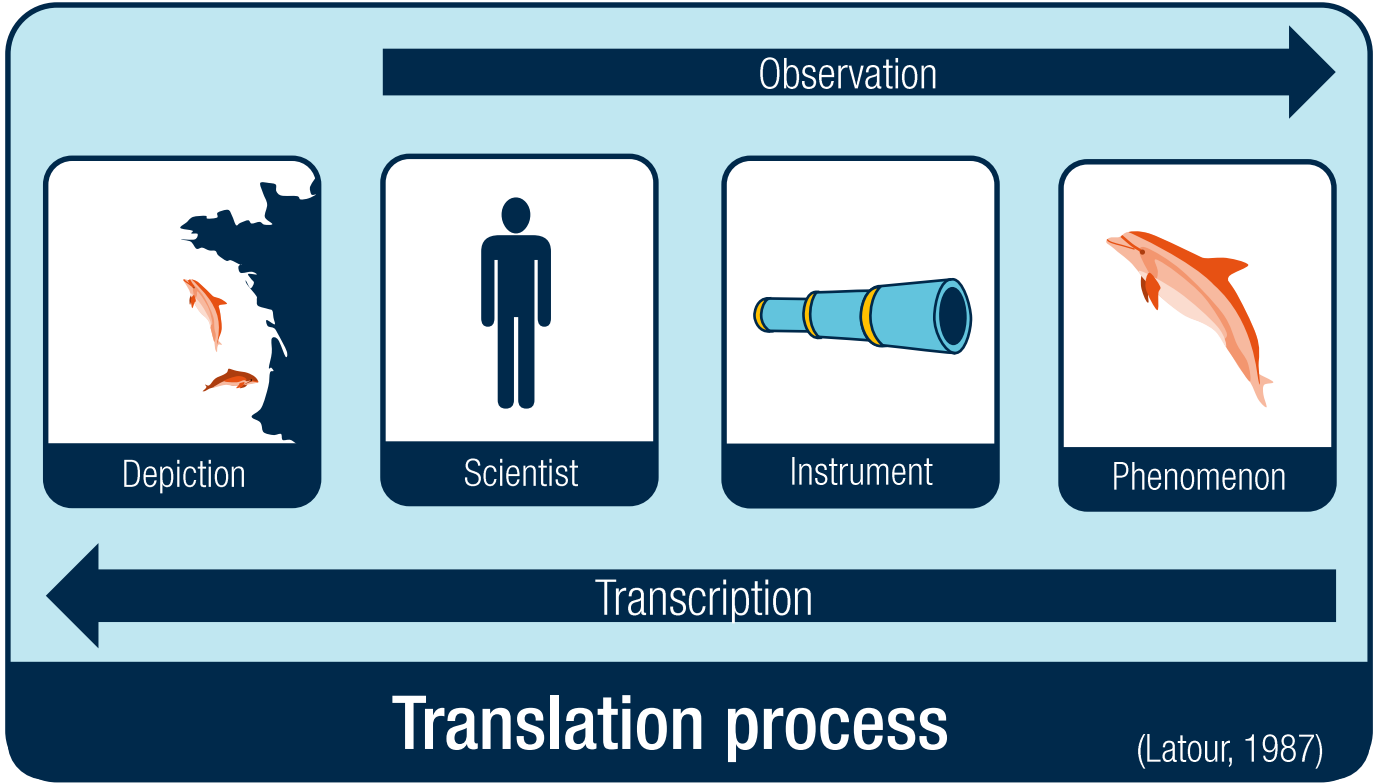 Observation
Depiction
Scientist
Instrument
Phenomenon
Transcription
Translation process
(Latour, 1987)